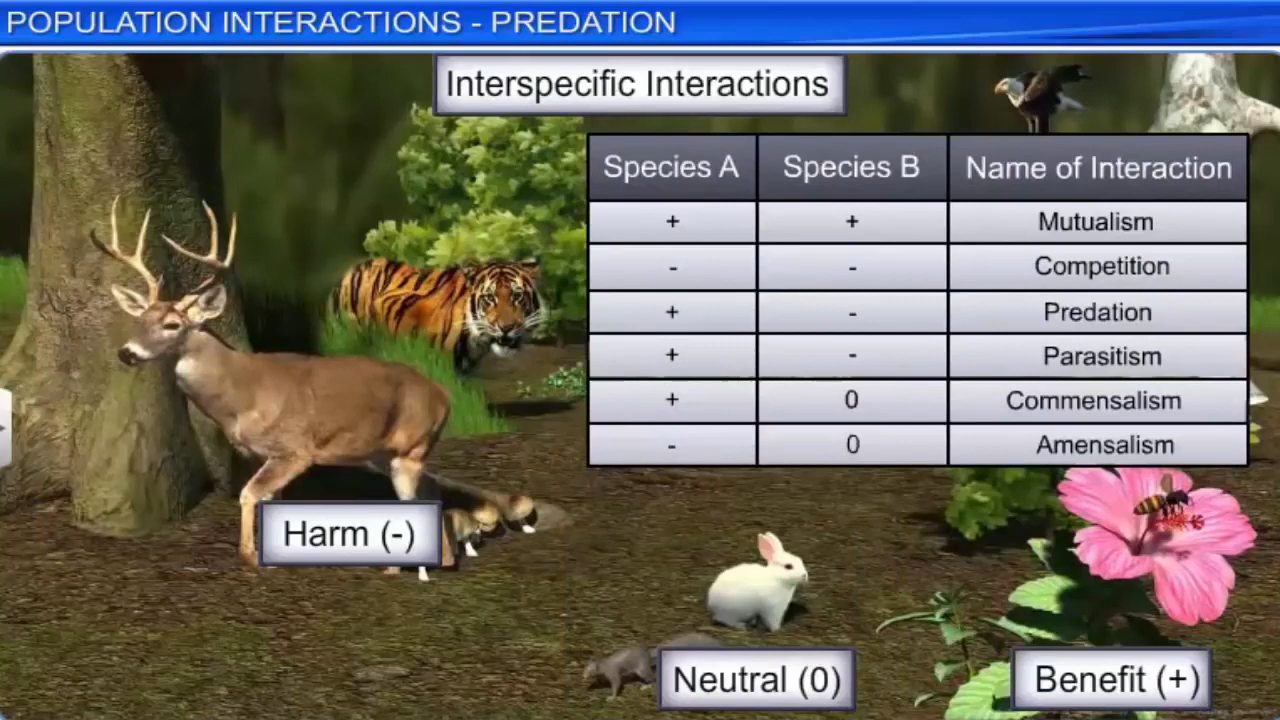 POPULATION INTERACTIONS - PREDATION
Interspecific Interactions
Species A Species B Name of Interaction
+ + Mutualism
- - Competition
+ - Predation
+ - Parasitism
+ 0 Commensalism
- 0 Amensalism
Harm (-)
Neutral (0)
Benefit (+)